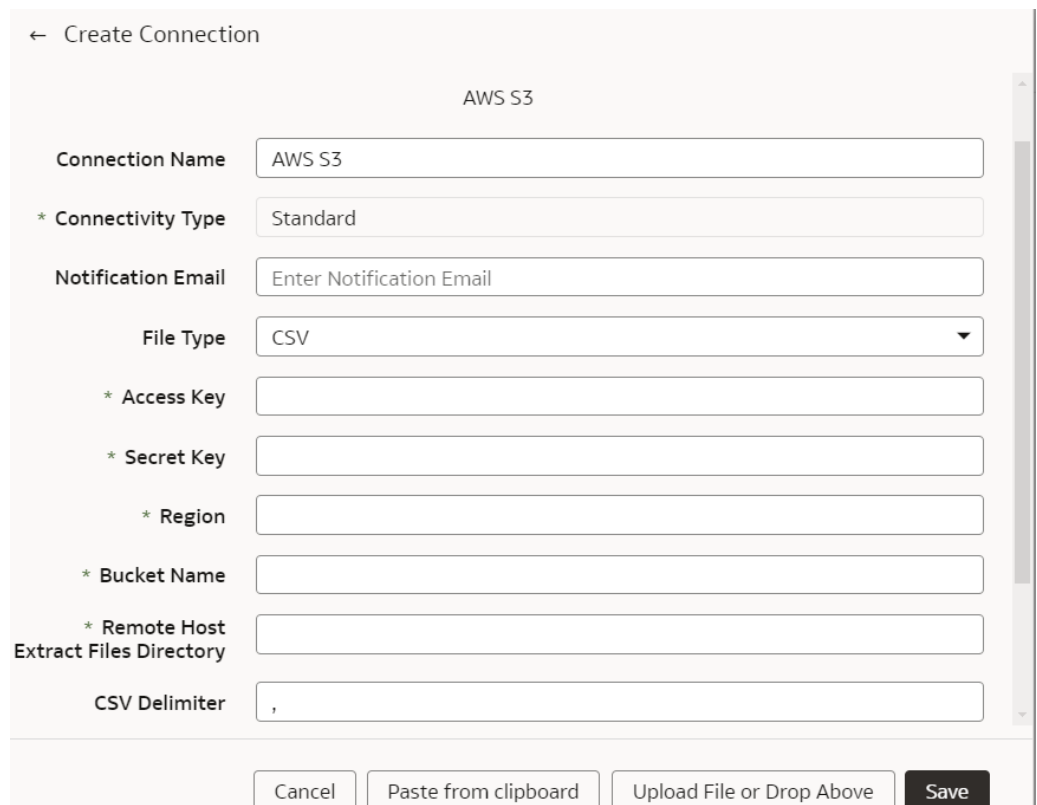 ← Create Connection
AWS S3
Connection Name AWS S3
* Connectivity Type Standard
Notification Email Enter Notification Email
File Type CSV
* Access Key
* Secret Key
* Region
* Bucket Name
* Remote Host
Extract Files Directory
CSV Delimiter ,
Cancel Paste from clipboard Upload File or Drop Above Save